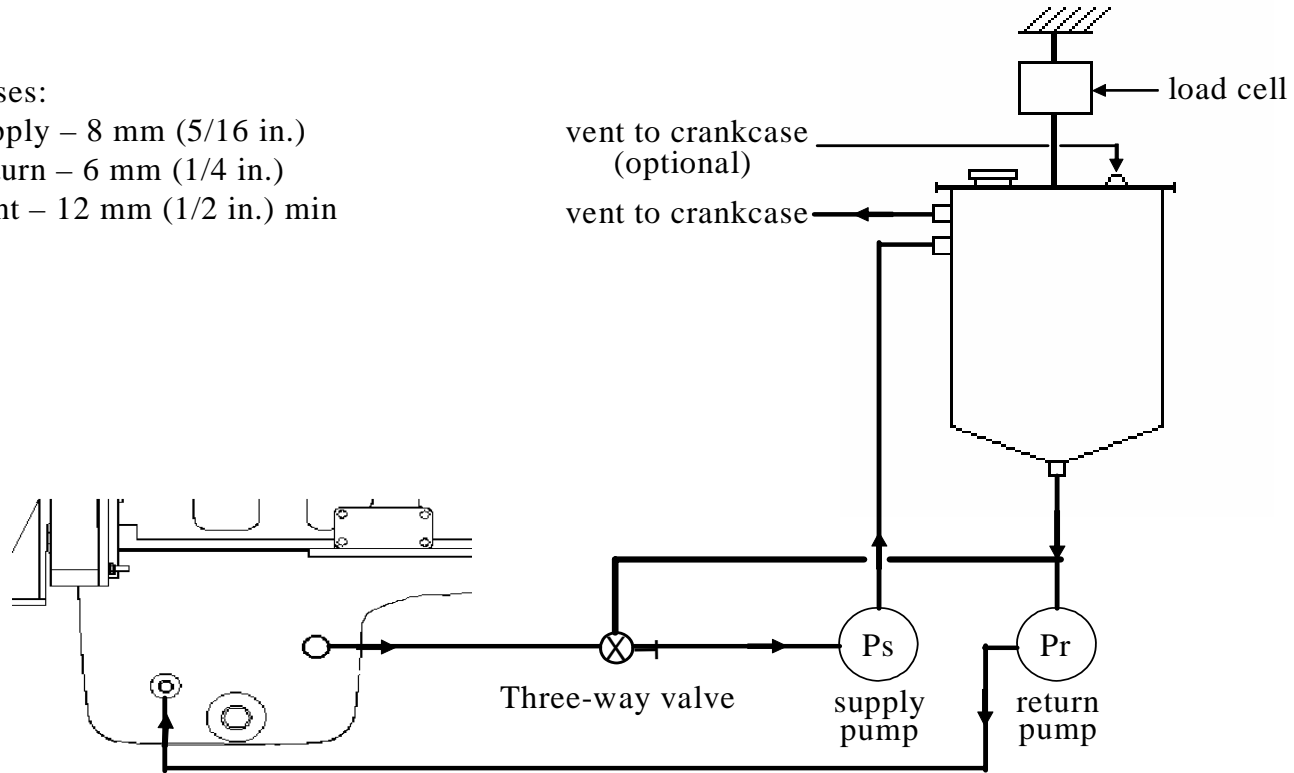 ses:
pply – 8 mm (5/16 in.)
turn – 6 mm (1/4 in.)
nt – 12 mm (1/2 in.) min
load cell
vent to crankcase
(optional)
vent to crankcase
Three-way valve
Ps
supply
pump
Pr
return
pump